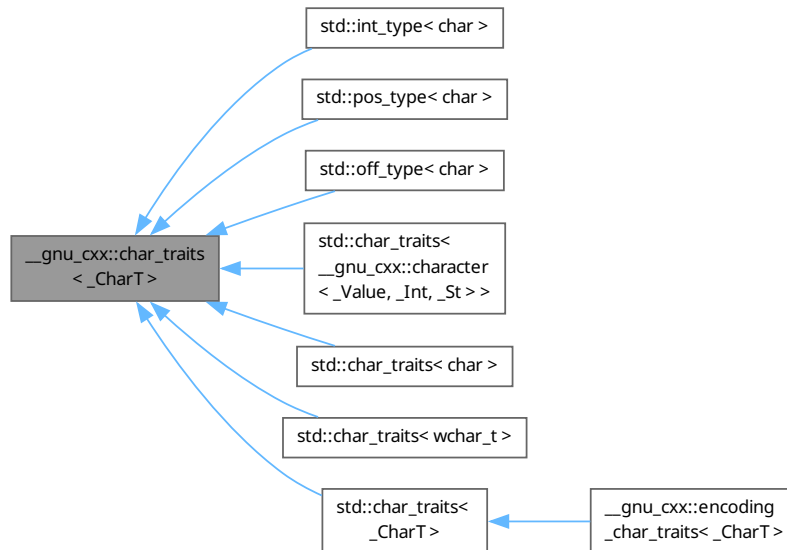 std::int_type< char >
std::pos_type< char >
std::off_type< char >
__gnu_cxx::char_traits
< _CharT >
std::char_traits<
__gnu_cxx::character
< _Value, _Int, _St > >
std::char_traits< char >
std::char_traits< wchar_t >
std::char_traits<
_CharT >
__gnu_cxx::encoding
_char_traits< _CharT >